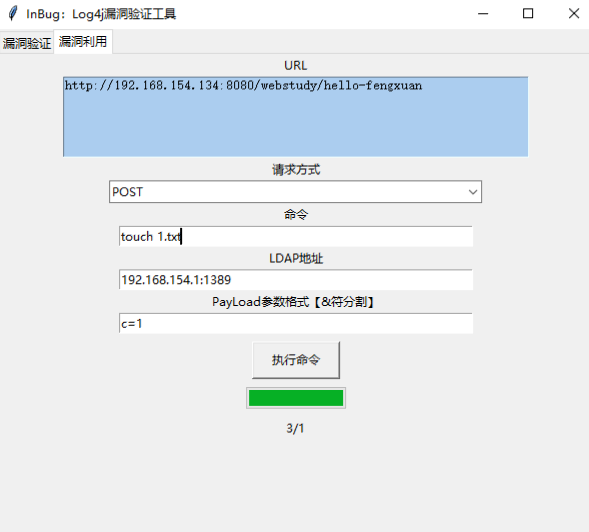 InBug：Log4j漏洞验证工具
漏洞验证 漏洞利用
URL
http://192.168.154.134:8080/webstudy/hello-fengxuan
请求方式
POST
命令
touch 1.txt
LDAP地址
192.168.154.1:1389
PayLoad参数格式【&符分割】
c=1
执行命令
3/1